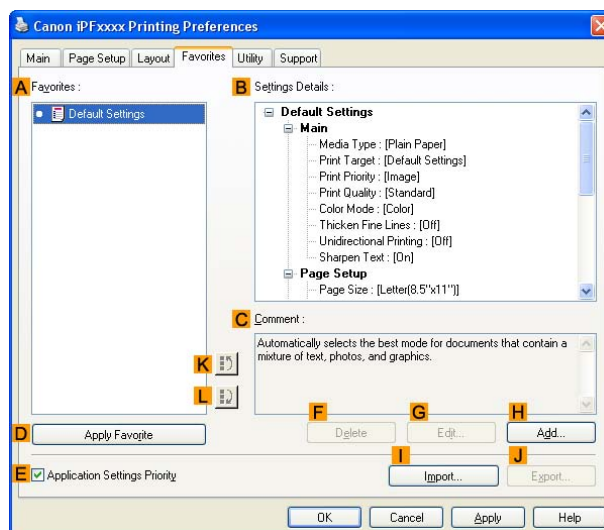 Canon iPFxxxx Printing Preferences
Main Page Setup Layout Favorites Utility Support
A Favorites :
Default Settings
B Settings Details :
Default Settings
Main
Media Type : [Plain Paper]
Print Target : [Default Settings]
Print Priority : [Image]
Print Quality : [Standard]
Color Mode : [Color]
Thicken Fine Lines : [Off]
Unidirectional Printing : [Off]
Sharpen Text : [On]
Page Setup
Page Size : [Letter(8.5"x11")]
C Comment :
Automatically selects the best mode for documents that contain a
mixture of text, photos, and graphics.
K
L
D Apply Favorite
F Delete
G Edit...
H Add...
E Application Settings Priority
I Import...
J Export...
OK Cancel Apply Help